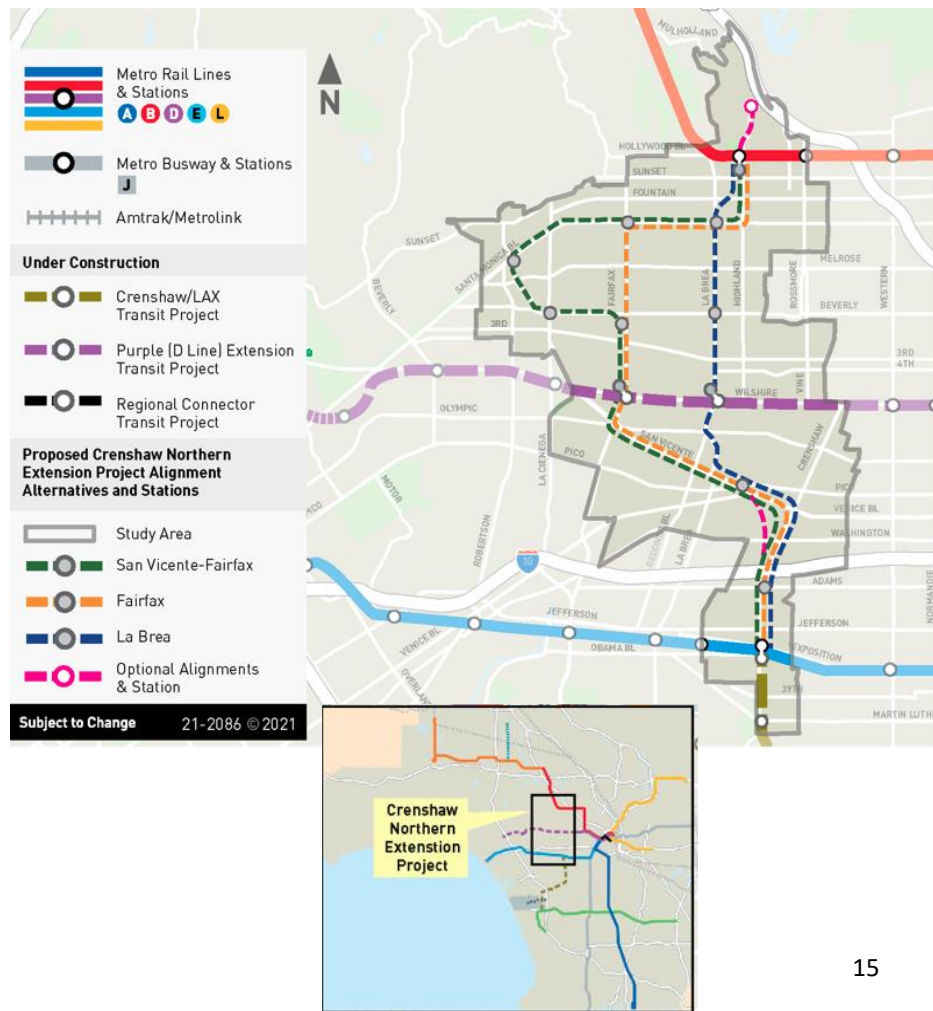 Metro Rail Lines
& Stations
A B D E L
Metro Busway & Stations
J
Amtrak/Metrolink
Under Construction
Crenshaw/LAX
Transit Project
Purple (D Line) Extension
Transit Project
Regional Connector
Transit Project
Proposed Crenshaw Northern
Extension Project Alignment
Alternatives and Stations
Study Area
San Vicente-Fairfax
Fairfax
La Brea
Optional Alignments
& Station
Subject to Change 21-2086 © 2021
N
MULHOLLAND
HOLLYWOOD BL
SUNSET
FOUNTAIN
SUNSET
SANTA MONICA BL
BEVERLY
FAIRFAX
LA BREA
HIGHLAND
MELROSE
ROSSMORE
BEVERLY
WESTERN
3RD
3RD
4TH
WILSHIRE
VINE
OLYMPIC
SAN VICENTE
CRENSHAW
LA CIENEGA
PICO
PICO
PICO
VENICE BL
WASHINGTON
MOTOR
ROBERTSON
REDONDO BL
LA BREA
10
ADAMS
NORMANDIE
JEFFERSON
JEFFERSON
VENICE BL
OBAMA BL
EXPOSITION
OVERLAND
39TH
MARTIN LUTH
Crenshaw
Northern
Extenstion
Project
15